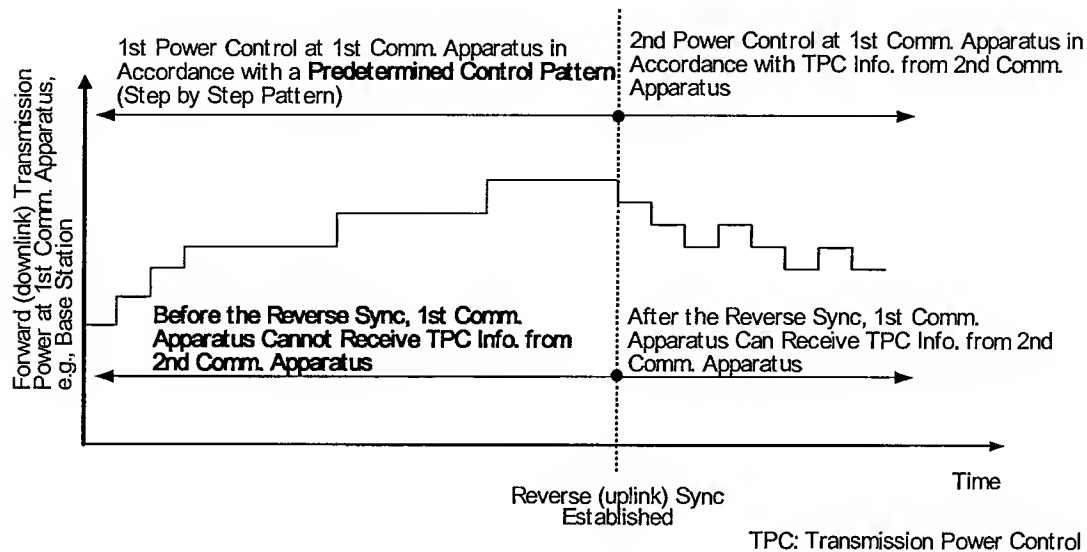 1st Power Control at 1st Comm. Apparatus in
Accordance with a Predetermined Control Pattern
(Step by Step Pattern)
2nd Power Control at 1st Comm. Apparatus in
Accordance with TPC Info. from 2nd Comm.
Apparatus
Forward (downlink) Transmission
Power at 1st Comm. Apparatus,
e.g., Base Station
Before the Reverse Sync, 1st Comm.
Apparatus Cannot Receive TPC Info. from
2nd Comm. Apparatus
After the Reverse Sync, 1st Comm.
Apparatus Can Receive TPC Info. from 2nd
Comm. Apparatus
Time
Reverse (uplink) Sync
Established
TPC: Transmission Power Control